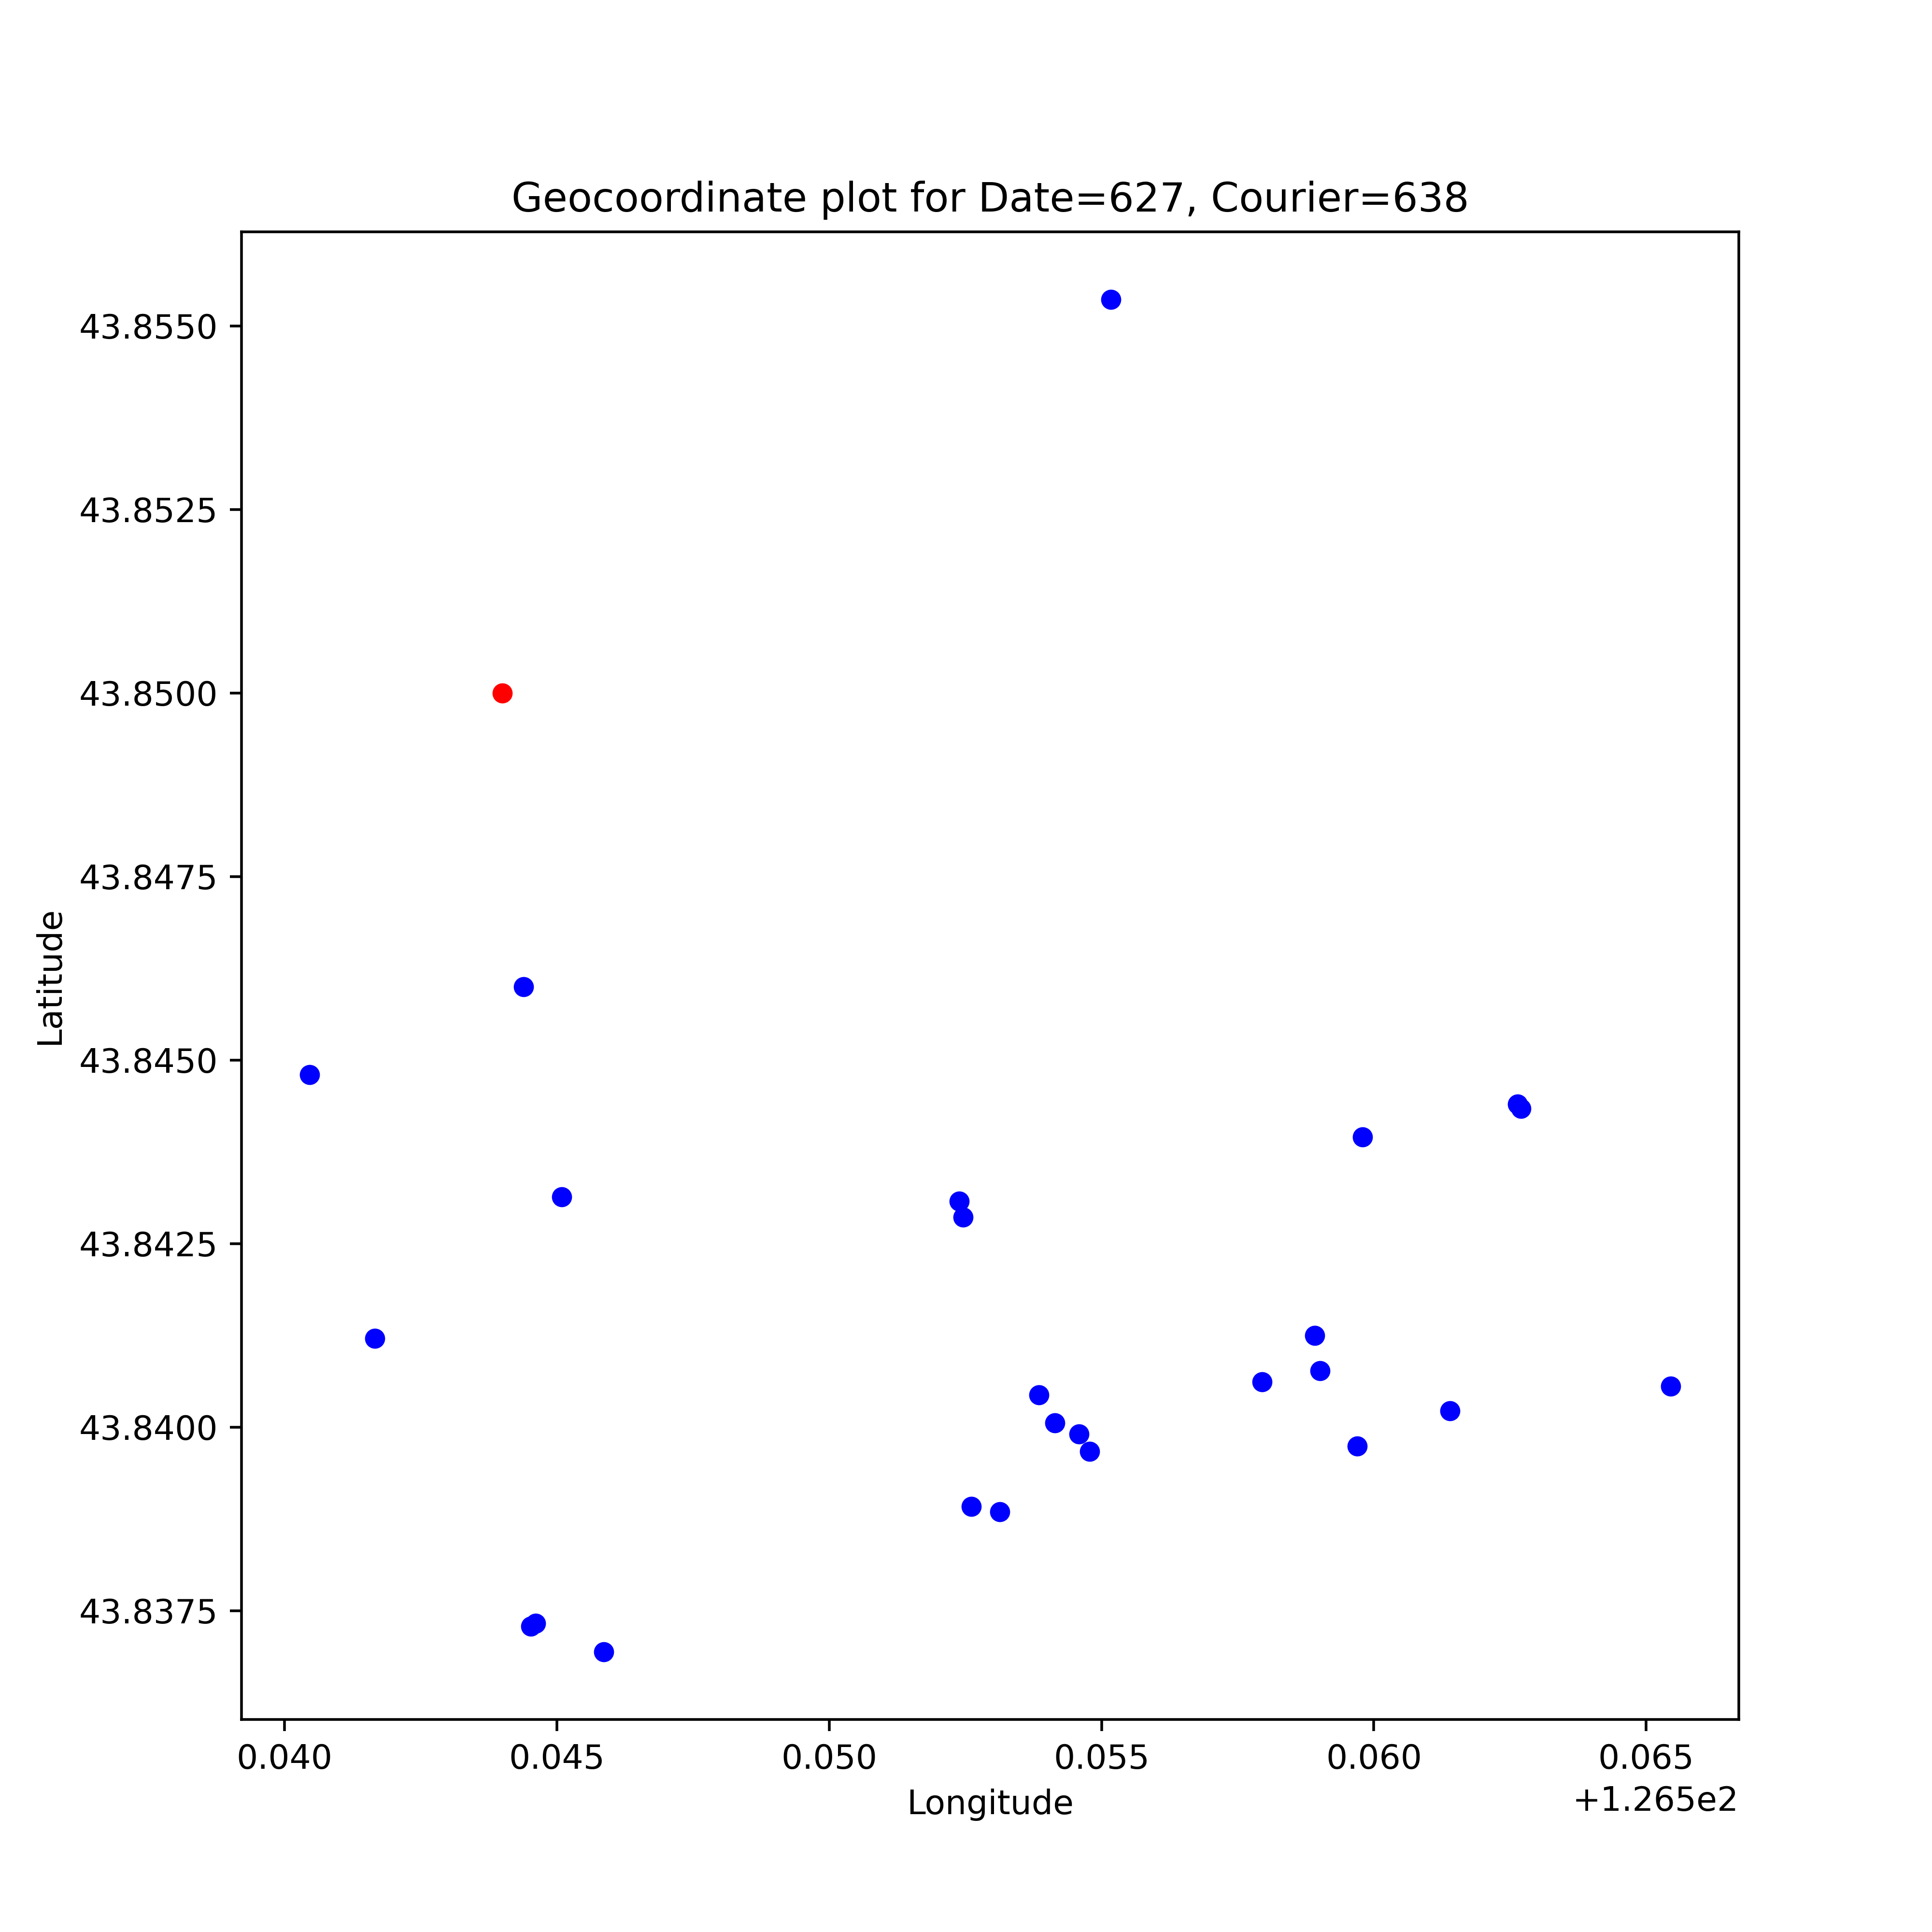 Geocoordinate plot for Date=627, Courier=638
43.8550
43.8525
43.8500
43.8475
43.8450
43.8425
43.8400
43.8375
Latitude
0.040 0.045 0.050 0.055 0.060 0.065
Longitude
+1.265e2